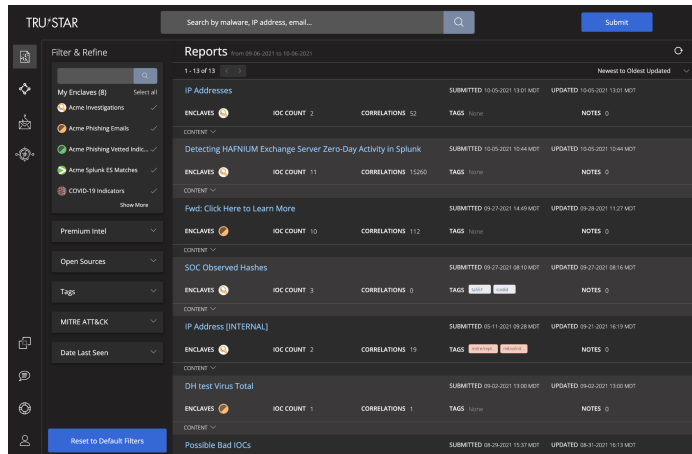 TRU*STAR
Search by malware, IP address, email...
Submit
Filter & Refine
My Enclaves (8) Select all
Acme Investigations
Acme Phishing Emails
Acme Phishing Vetted Indic...
Acme Splunk ES Matches
COVID-19 Indicators
Show More
Premium Intel
Open Sources
Tags
MITRE ATT&CK
Date Last Seen
Reset to Default Filters
Reports from 09-06-2021 to 10-06-2021
1 - 13 of 13 Newest to Oldest Updated
IP Addresses SUBMITTED 10-05-2021 13:01 MDT UPDATED 10-05-2021 13:01 MDT
ENCLAVES IOC COUNT 2 CORRELATIONS 52 TAGS None NOTES 0
CONTENT
Detecting HAFNIUM Exchange Server Zero-Day Activity in Splunk SUBMITTED 10-05-2021 10:44 MDT UPDATED 10-05-2021 10:44 MDT
ENCLAVES IOC COUNT 11 CORRELATIONS 15260 TAGS None NOTES 0
CONTENT
Fwd: Click Here to Learn More SUBMITTED 09-27-2021 14:49 MDT UPDATED 09-28-2021 11:27 MDT
ENCLAVES IOC COUNT 10 CORRELATIONS 112 TAGS None NOTES 0
CONTENT
SOC Observed Hashes SUBMITTED 09-27-2021 08:10 MDT UPDATED 09-27-2021 08:16 MDT
ENCLAVES IOC COUNT 3 CORRELATIONS 0 TAGS NOTES 0
CONTENT
IP Address [INTERNAL] SUBMITTED 05-11-2021 09:28 MDT UPDATED 09-21-2021 16:19 MDT
ENCLAVES IOC COUNT 2 CORRELATIONS 19 TAGS NOTES 0
CONTENT
DH test Virus Total SUBMITTED 09-02-2021 13:00 MDT UPDATED 09-02-2021 13:00 MDT
ENCLAVES IOC COUNT 1 CORRELATIONS 1 TAGS None NOTES 0
CONTENT
Possible Bad IOCs SUBMITTED 08-29-2021 15:37 MDT UPDATED 08-31-2021 16:13 MDT